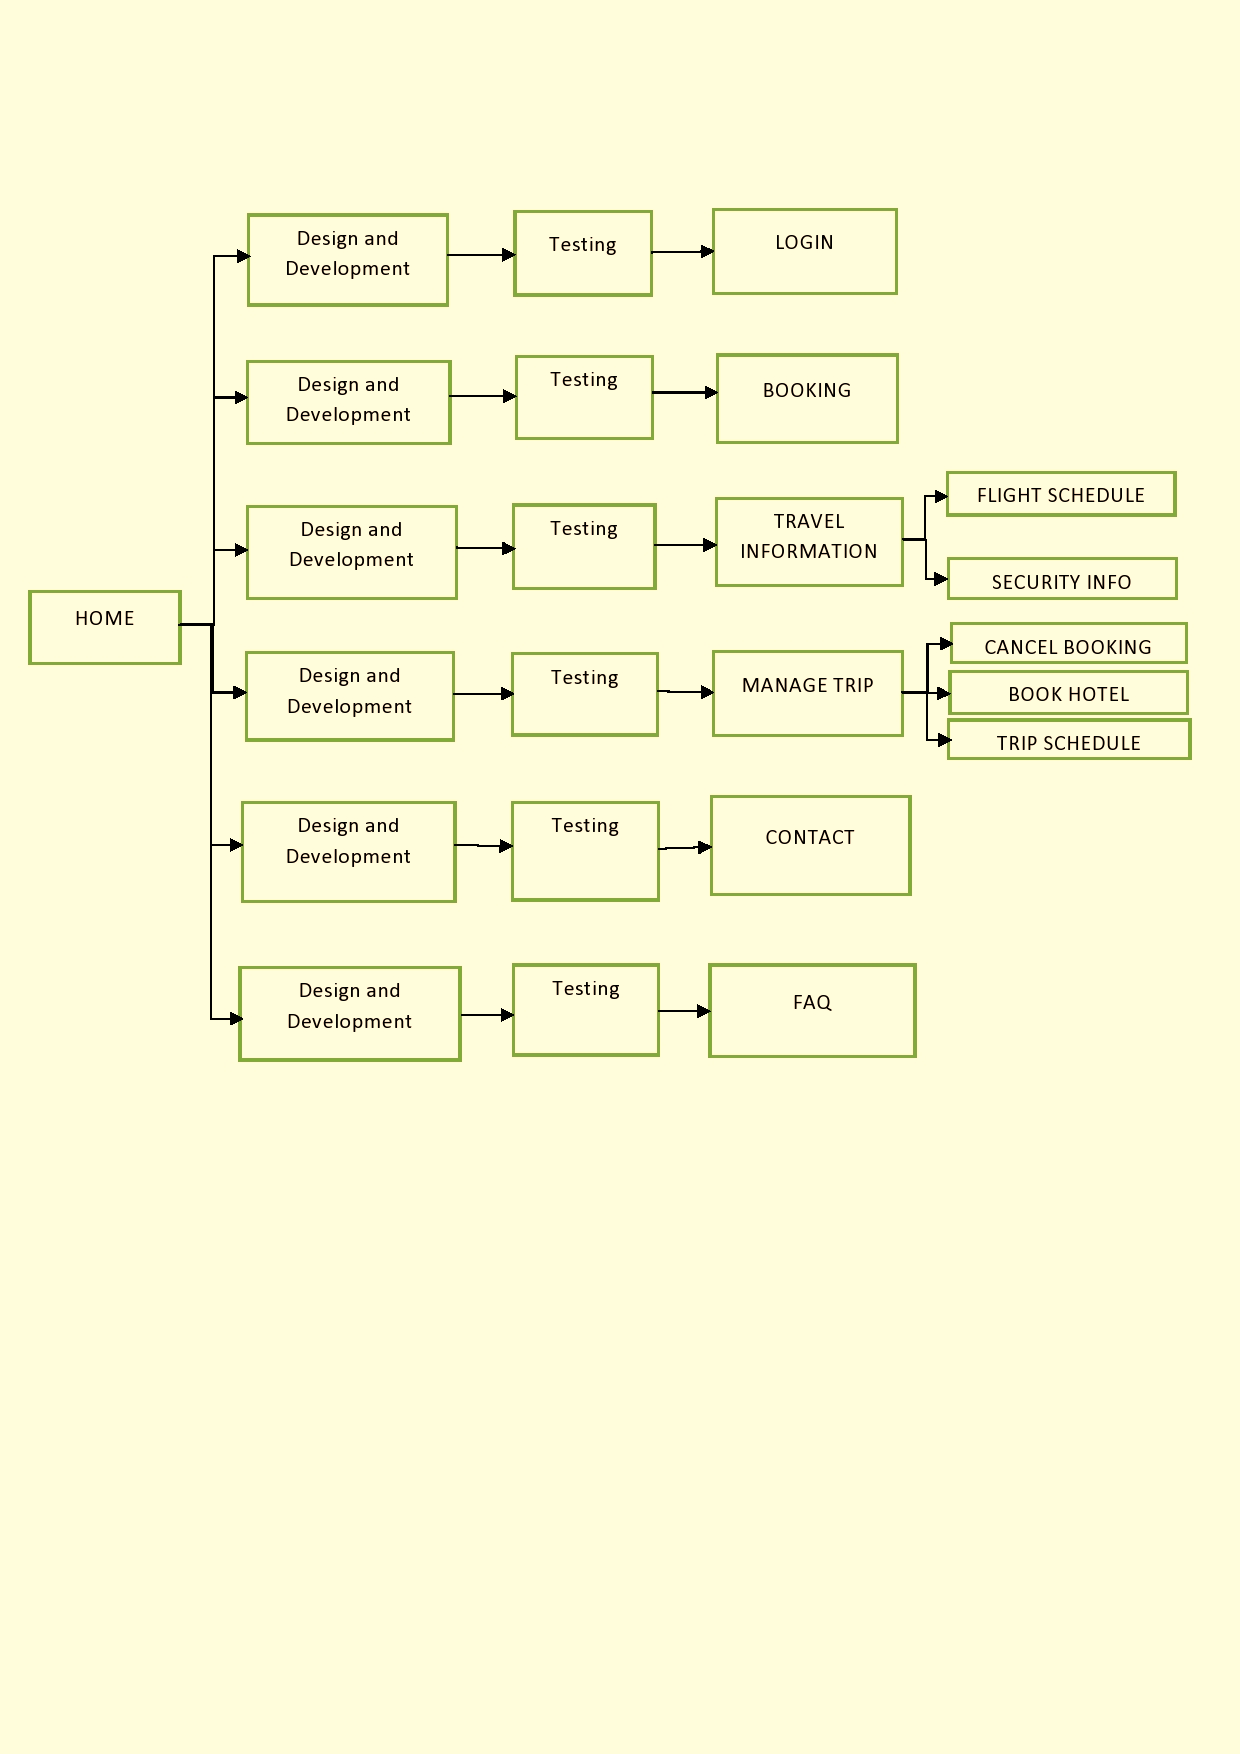 Design and
Development
Testing
LOGIN
Design and
Development
Testing
BOOKING
Design and
Development
Testing
TRAVEL
INFORMATION
FLIGHT SCHEDULE
SECURITY INFO
HOME
Design and
Development
Testing
MANAGE TRIP
CANCEL BOOKING
BOOK HOTEL
TRIP SCHEDULE
Design and
Development
Testing
CONTACT
Design and
Development
Testing
FAQ